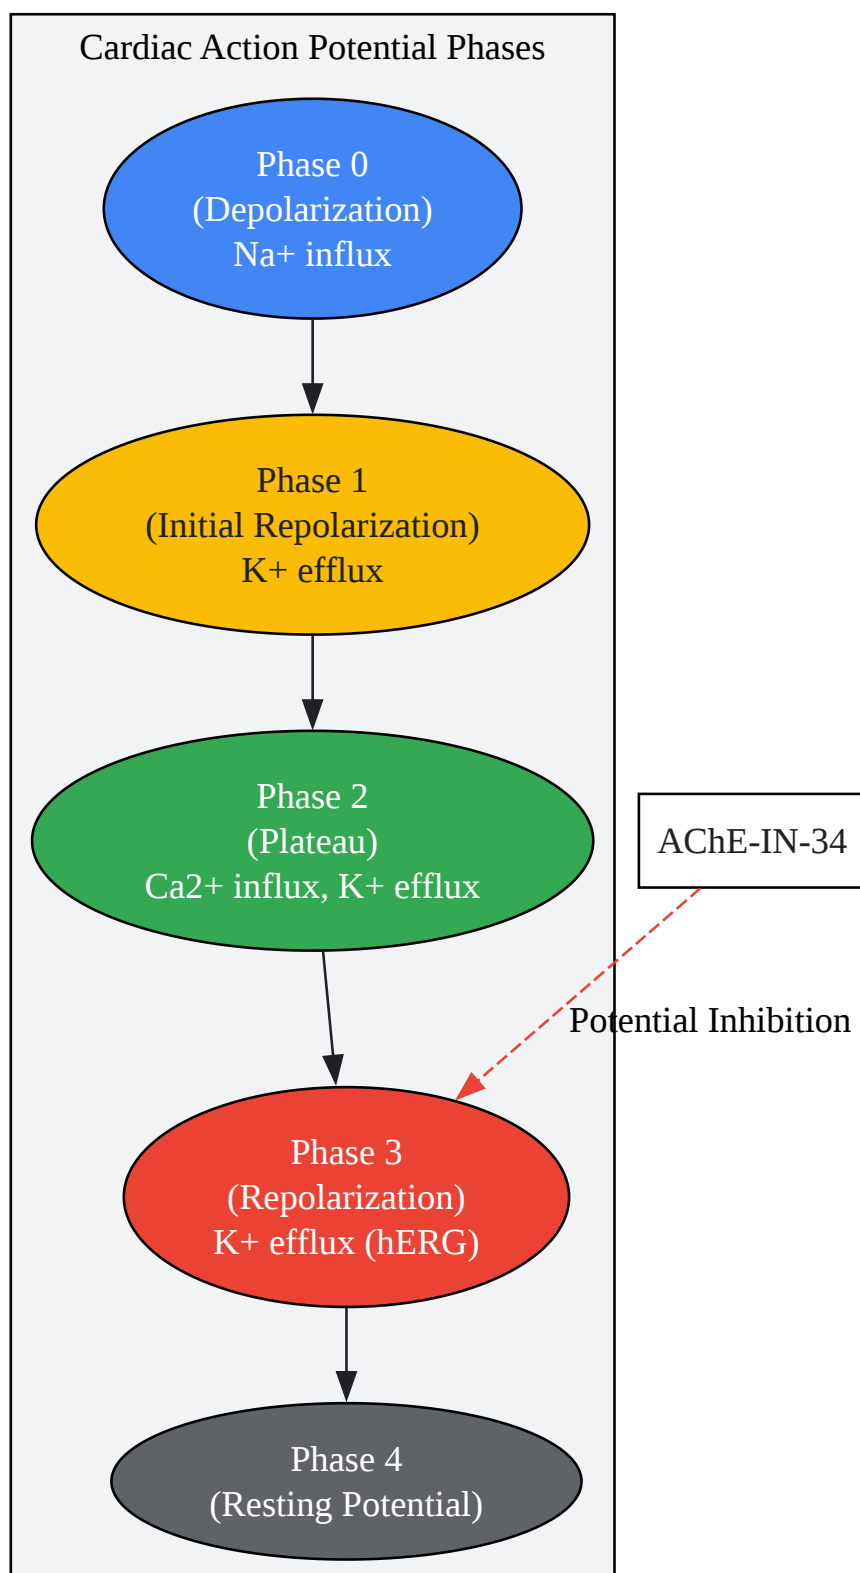 Cardiac Action Potential Phases
Phase 0
(Depolarization)
Na+ influx
Phase 1
(Initial Repolarization)
K+ efflux
Phase 2
(Plateau)
Ca2+ influx, K+ efflux
AChE-IN-34
Potential Inhibition
Phase 3
(Repolarization)
K+ efflux (hERG)
Phase 4
(Resting Potential)